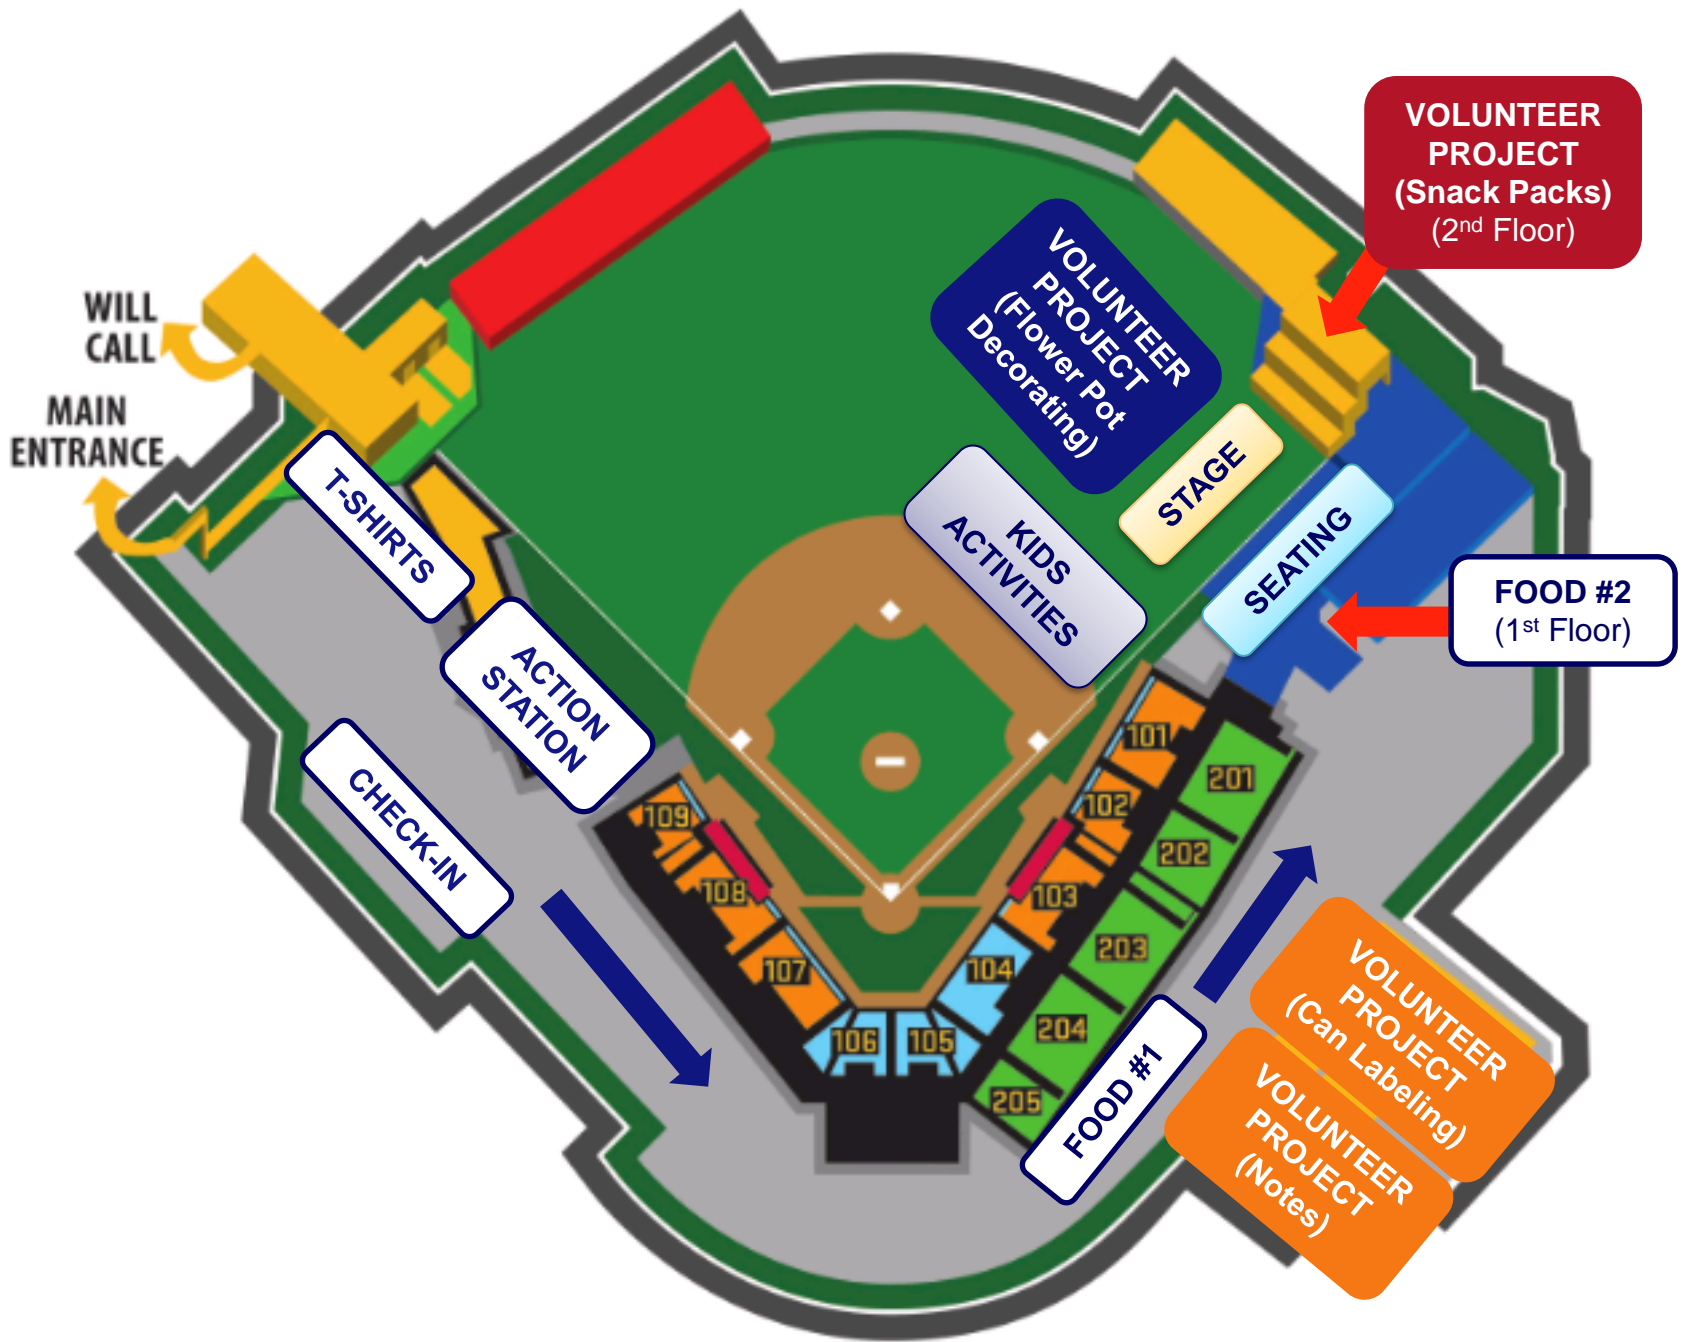 VOLUNTEER
PROJECT
(Snack Packs)
(2nd Floor)
VOLUNTEER
PROJECT
(Flower Pot
Decorating)
WILL
CALL
MAIN
ENTRANCE
T-SHIRTS
STAGE
KIDS
ACTIVITIES
SEATING
FOOD #2
(1st Floor)
ACTION
STATION
CHECK-IN
101
102
103
104
105
106
107
108
109
201
202
203
204
205
FOOD #1
VOLUNTEER
PROJECT
(Can Labeling)
VOLUNTEER
PROJECT
(Notes)